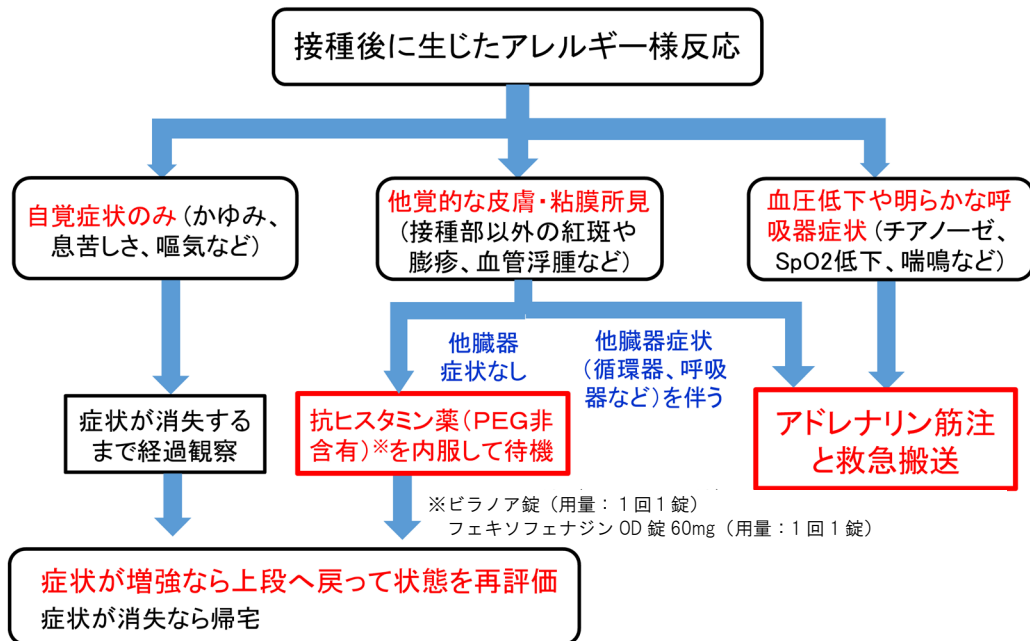 接種後に生じたアレルギー様反応
自覚症状のみ（かゆみ、
息苦しさ、嘔気など）
他覚的な皮膚・粘膜所見
（接種部以外の紅斑や
膨疹、血管浮腫など）
血圧低下や明らかな呼
吸器症状（チアノーゼ、
SpO2低下、喘鳴など）
他臓器
症状なし
他臓器症状
（循環器、呼吸
器など）を伴う
症状が消失する
まで経過観察
抗ヒスタミン薬（PEG非
含有）※を内服して待機
アドレナリン筋注
と救急搬送
※ビラノア錠（用量：1回1錠）
フェキソフェナジン OD 錠 60mg（用量：1回1錠）
症状が増強なら上段へ戻って状態を再評価
症状が消失なら帰宅